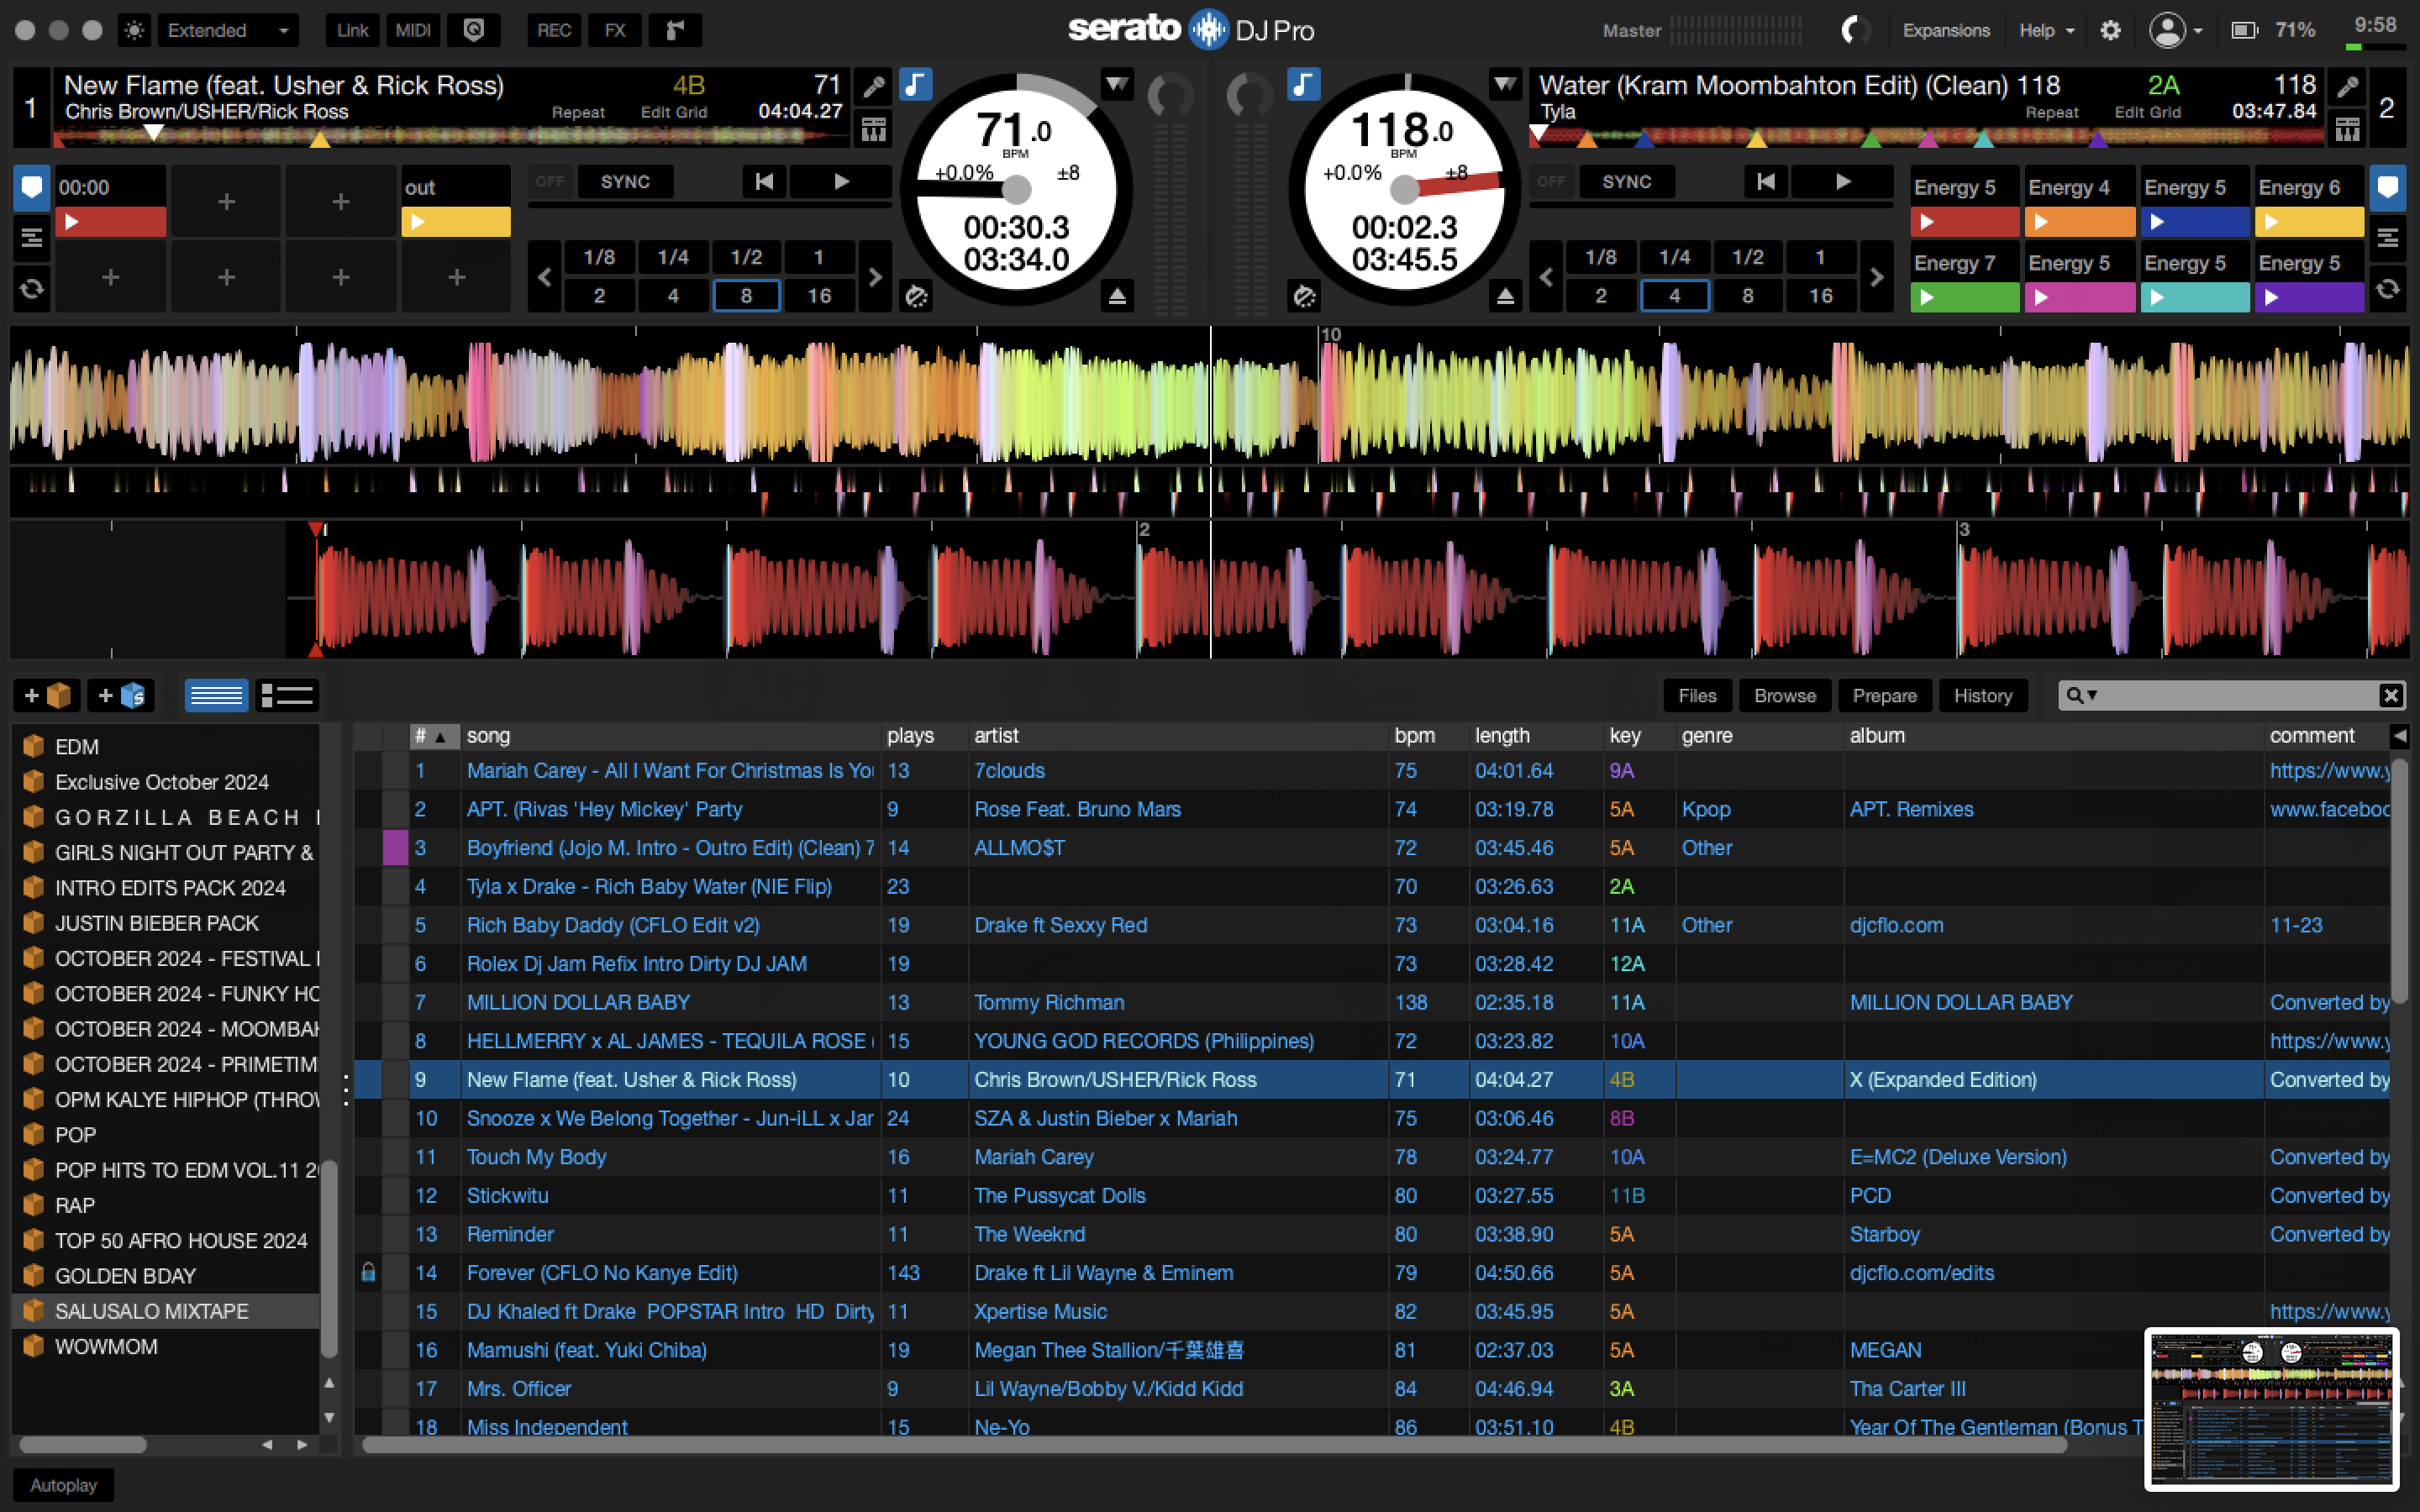 Extended Link MIDI REC FX serato DJ Pro Master Expansions Help 71% 9:58
1 New Flame (feat. Usher & Rick Ross) 4B 71
Chris Brown/USHER/Rick Ross Repeat Edit Grid 04:04.27
71.0
BPM
+0.0% ±8
00:30.3
03:34.0
118.0
BPM
+0.0% ±8
00:02.3
03:45.5
Water (Kram Moombahton Edit) (Clean) 118 2A 118 2
Tyla Repeat Edit Grid 03:47.84
00:00 out OFF SYNC
1/8 1/4 1/2 1
2 4 8 16
OFF SYNC Energy 5 Energy 4 Energy 5 Energy 6
1/8 1/4 1/2 1 Energy 7 Energy 5 Energy 5 Energy 5
2 4 8 16
10
1 2 3
Files Browse Prepare History
EDM
Exclusive October 2024
GORZILLA BEACH
GIRLS NIGHT OUT PARTY &
INTRO EDITS PACK 2024
JUSTIN BIEBER PACK
OCTOBER 2024 - FESTIVAL
OCTOBER 2024 - FUNKY HO
OCTOBER 2024 - MOOMBAH
OCTOBER 2024 - PRIMETIM
OPM KALYE HIPHOP (THROW
POP
POP HITS TO EDM VOL.11 2
RAP
TOP 50 AFRO HOUSE 2024
GOLDEN BDAY
SALUSALO MIXTAPE
WOWMOM
# song plays artist bpm length key genre album comment
1 Mariah Carey - All I Want For Christmas Is You 13 7clouds 75 04:01.64 9A https://www.y
2 APT. (Rivas 'Hey Mickey' Party 9 Rose Feat. Bruno Mars 74 03:19.78 5A Kpop APT. Remixes www.faceboo
3 Boyfriend (Jojo M. Intro - Outro Edit) (Clean) 7 14 ALLMO$T 72 03:45.46 5A Other
4 Tyla x Drake - Rich Baby Water (NIE Flip) 23 70 03:26.63 2A
5 Rich Baby Daddy (CFLO Edit v2) 19 Drake ft Sexxy Red 73 03:04.16 11A Other djcflo.com 11-23
6 Rolex Dj Jam Refix Intro Dirty DJ JAM 19 73 03:28.42 12A
7 MILLION DOLLAR BABY 13 Tommy Richman 138 02:35.18 11A MILLION DOLLAR BABY Converted by
8 HELLMERRY x AL JAMES - TEQUILA ROSE ( 15 YOUNG GOD RECORDS (Philippines) 72 03:23.82 10A https://www.y
9 New Flame (feat. Usher & Rick Ross) 10 Chris Brown/USHER/Rick Ross 71 04:04.27 4B X (Expanded Edition) Converted by
10 Snooze x We Belong Together - Jun-iLL x Jar 24 SZA & Justin Bieber x Mariah 75 03:06.46 8B
11 Touch My Body 16 Mariah Carey 78 03:24.77 10A E=MC2 (Deluxe Version) Converted by
12 Stickwitu 11 The Pussycat Dolls 80 03:27.55 11B PCD Converted by
13 Reminder 11 The Weeknd 80 03:38.90 5A Starboy Converted by
14 Forever (CFLO No Kanye Edit) 143 Drake ft Lil Wayne & Eminem 79 04:50.66 5A djcflo.com/edits
15 DJ Khaled ft Drake POPSTAR Intro HD Dirty 11 Xpertise Music 82 03:45.95 5A https://www.y
16 Mamushi (feat. Yuki Chiba) 19 Megan Thee Stallion/千葉雄喜 81 02:37.03 5A MEGAN
17 Mrs. Officer 9 Lil Wayne/Bobby V./Kidd Kidd 84 04:46.94 3A Tha Carter III
18 Miss Independent 15 Ne-Yo 86 03:51.10 4B Year Of The Gentleman (Bonus T
Autoplay